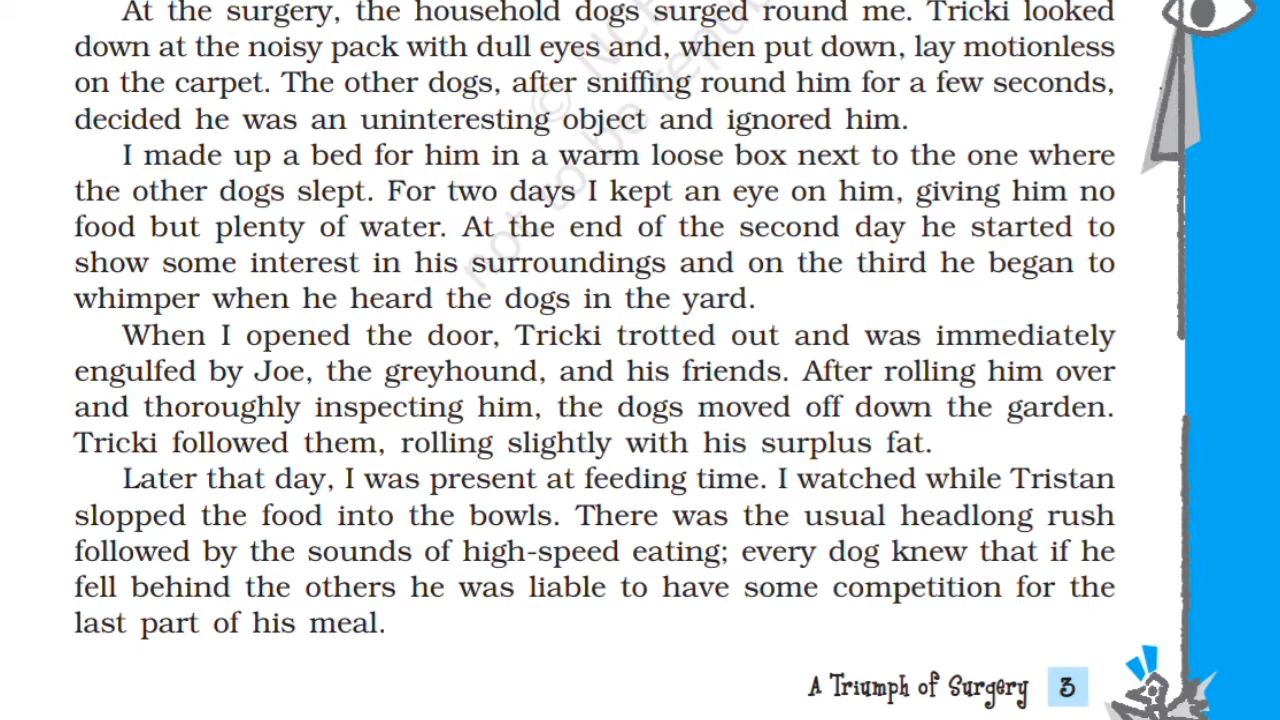 At the surgery, the household dogs surged round me. Tricki looked
down at the noisy pack with dull eyes and, when put down, lay motionless
on the carpet. The other dogs, after sniffing round him for a few seconds,
decided he was an uninteresting object and ignored him.
I made up a bed for him in a warm loose box next to the one where
the other dogs slept. For two days I kept an eye on him, giving him no
food but plenty of water. At the end of the second day he started to
show some interest in his surroundings and on the third he began to
whimper when he heard the dogs in the yard.
When I opened the door, Tricki trotted out and was immediately
engulfed by Joe, the greyhound, and his friends. After rolling him over
and thoroughly inspecting him, the dogs moved off down the garden.
Tricki followed them, rolling slightly with his surplus fat.
Later that day, I was present at feeding time. I watched while Tristan
slopped the food into the bowls. There was the usual headlong rush
followed by the sounds of high-speed eating; every dog knew that if he
fell behind the others he was liable to have some competition for the
last part of his meal.
A Triumph of Surgery 3
© NC
not to be repu